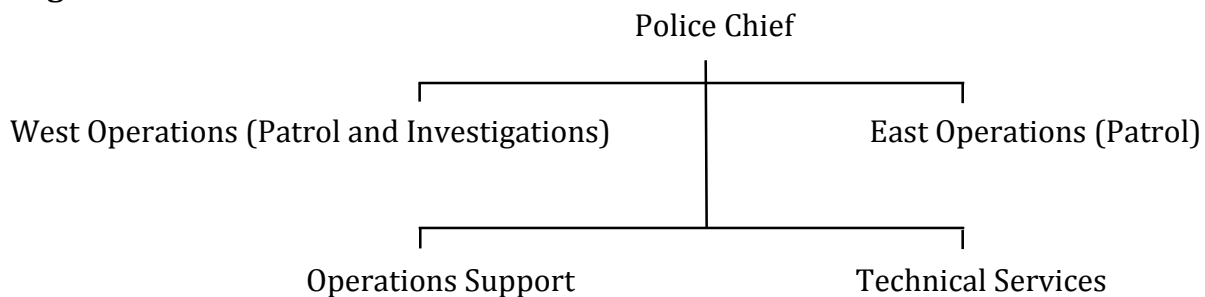 Police Chief
West Operations (Patrol and Investigations) East Operations (Patrol)
Operations Support Technical Services